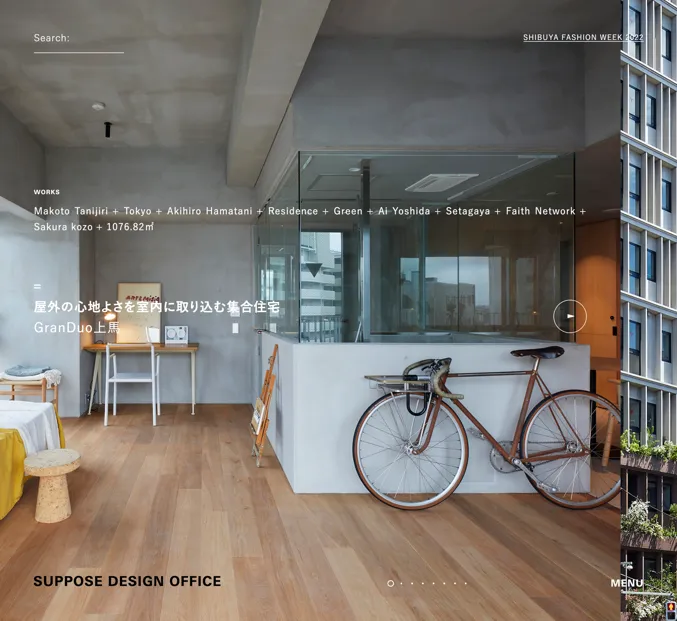 Search:
SHIBUYA FASHION WEEK 2022
WORKS
Makoto Tanijiri + Tokyo + Akihiro Hamatani + Residence + Green + Ai Yoshida + Setagaya + Faith Network +
Sakura kozo + 1076.82㎡
=
屋外の心地よさを室内に取り込む集合住宅
GranDuo上馬
SUPPOSE DESIGN OFFICE
MENU